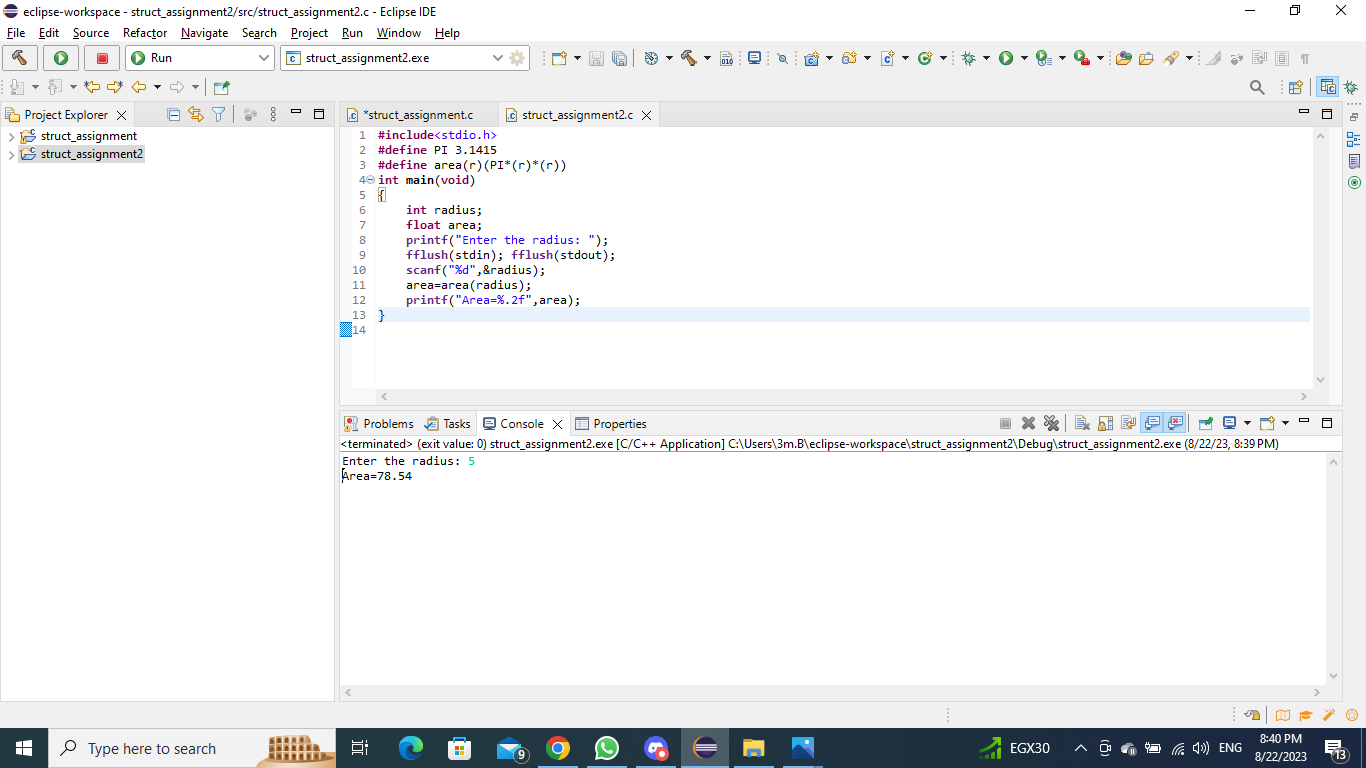 eclipse-workspace - struct_assignment2/src/struct_assignment2.c - Eclipse IDE
File Edit Source Refactor Navigate Search Project Run Window Help
Run
struct_assignment2.exe
Project Explorer
struct_assignment
struct_assignment2
*struct_assignment.c
struct_assignment2.c
1 #include<stdio.h>
2 #define PI 3.1415
3 #define area(r)(PI*(r)*(r))
4 int main(void)
5 {
6 int radius;
7 float area;
8 printf("Enter the radius: ");
9 fflush(stdin); fflush(stdout);
10 scanf("%d",&radius);
11 area=area(radius);
12 printf("Area=%.2f",area);
13 }
14
Problems Tasks Console Properties
<terminated> (exit value: 0) struct_assignment2.exe [C/C++ Application] C:\Users\3m.B\eclipse-workspace\struct_assignment2\Debug\struct_assignment2.exe (8/22/23, 8:39 PM)
Enter the radius: 5
Area=78.54
Type here to search
9
EGX30
ENG
8:40 PM
8/22/2023
13